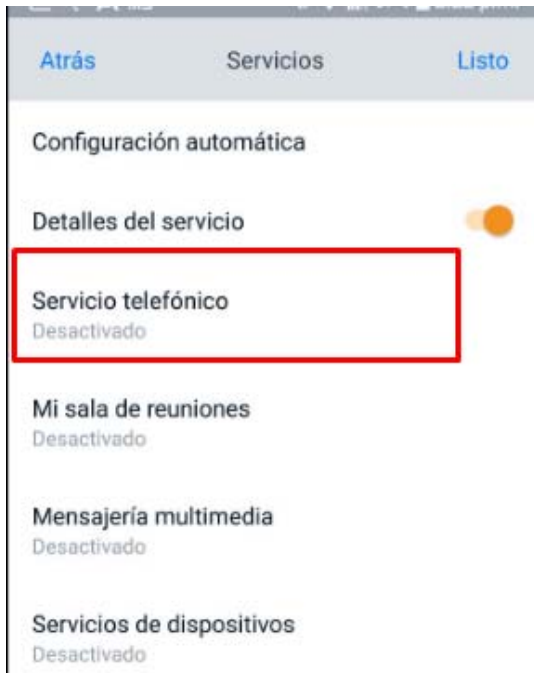 Atrás Servicios Listo
Configuración automática
Detalles del servicio
Servicio telefónico
Desactivado
Mi sala de reuniones
Desactivado
Mensajería multimedia
Desactivado
Servicios de dispositivos
Desactivado